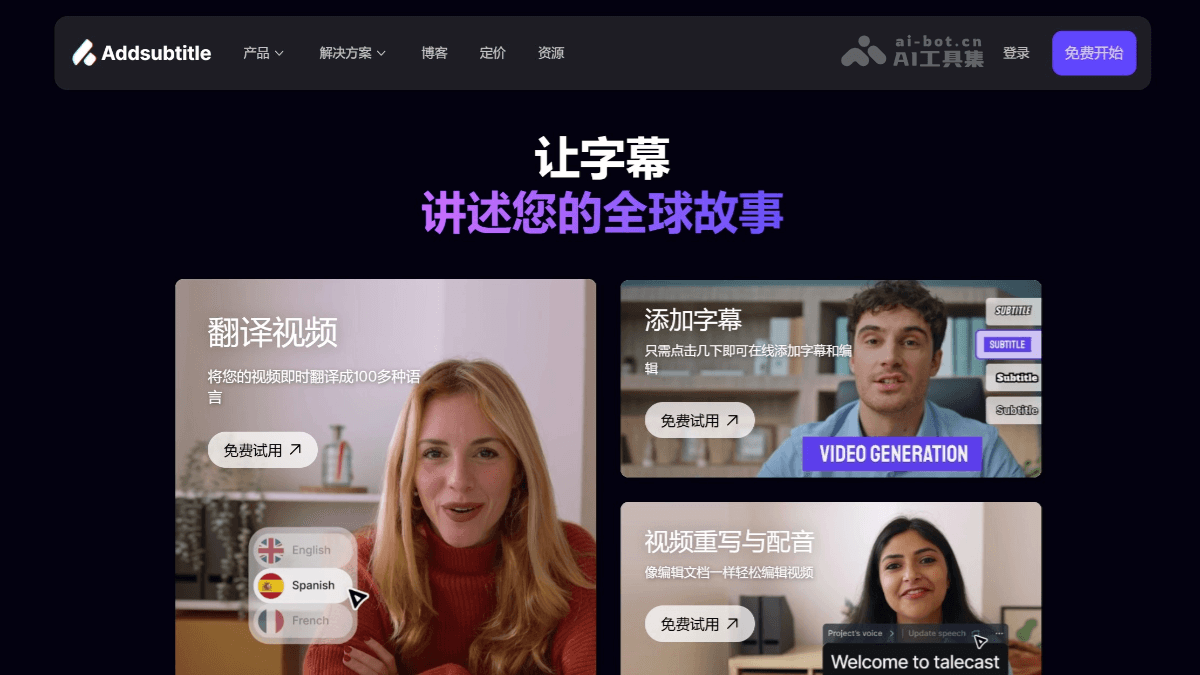 Addsubtitle
产品
解决方案
博客
定价
资源
ai-bot.cn
AI工具集
登录
免费开始
让字幕
讲述您的全球故事
翻译视频
将您的视频即时翻译成100多种语
言
免费试用
English
Spanish
French
添加字幕
只需点击几下即可在线添加字幕和编
辑
免费试用
SUBTITLE
SUBTITLE
Subtitle
Subtitle
VIDEO GENERATION
视频重写与配音
像编辑文档一样轻松编辑视频
免费试用
Project's voice
Update speech
Welcome to talecast